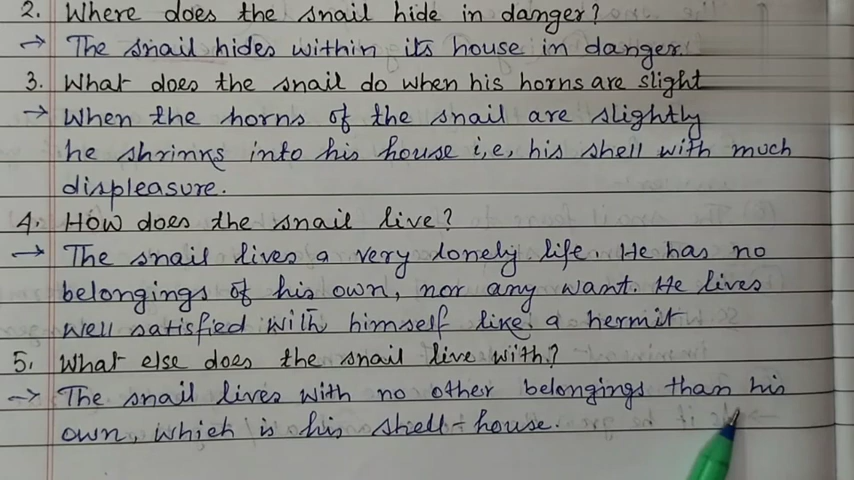 2. Where does the snail hide in danger?
→ The snail hides within its house in danger.
3. What does the snail do when his horns are slight
→ When the horns of the snail are slightly
he shrinks into his house i,e, his shell with much
displeasure.
4. How does the snail live?
→ The snail lives a very lonely life. He has no
belongings of his own, nor any want. He lives
well satisfied with himself like a hermit
5. What else does the snail live with?
→ The snail lives with no other belongings than his
own, which is his shell-house.